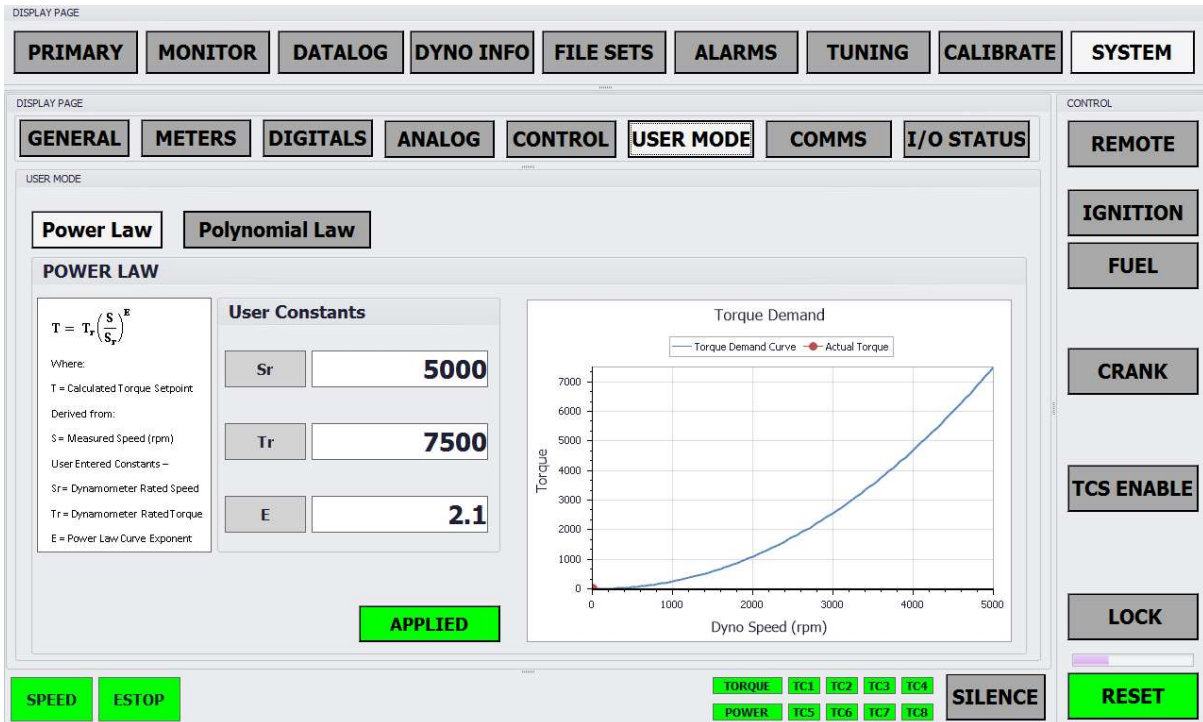 DISPLAY PAGE
PRIMARY MONITOR DATALOG DYNO INFO FILE SETS ALARMS TUNING CALIBRATE SYSTEM
DISPLAY PAGE
GENERAL METERS DIGITALS ANALOG CONTROL USER MODE COMMS I/O STATUS
USER MODE
Power Law Polynomial Law
POWER LAW
T = Tr(S/Sr)^E
Where:
T = Calculated Torque Setpoint
Derived from:
S = Measured Speed (rpm)
User Entered Constants –
Sr = Dynamometer Rated Speed
Tr = Dynamometer Rated Torque
E = Power Law Curve Exponent
User Constants
Sr 5000
Tr 7500
E 2.1
APPLIED
Torque Demand
Torque Demand Curve Actual Torque
Torque
7000
6000
5000
4000
3000
2000
1000
0
0 1000 2000 3000 4000 5000
Dyno Speed (rpm)
CONTROL
REMOTE
IGNITION
FUEL
CRANK
TCS ENABLE
LOCK
RESET
SPEED ESTOP
TORQUE TC1 TC2 TC3 TC4
POWER TC5 TC6 TC7 TC8
SILENCE